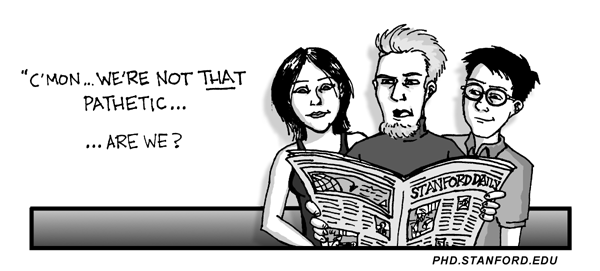 "C'MON... WE'RE NOT THAT
PATHETIC...
...ARE WE?
STANFORD DAILY
PHD.STANFORD.EDU